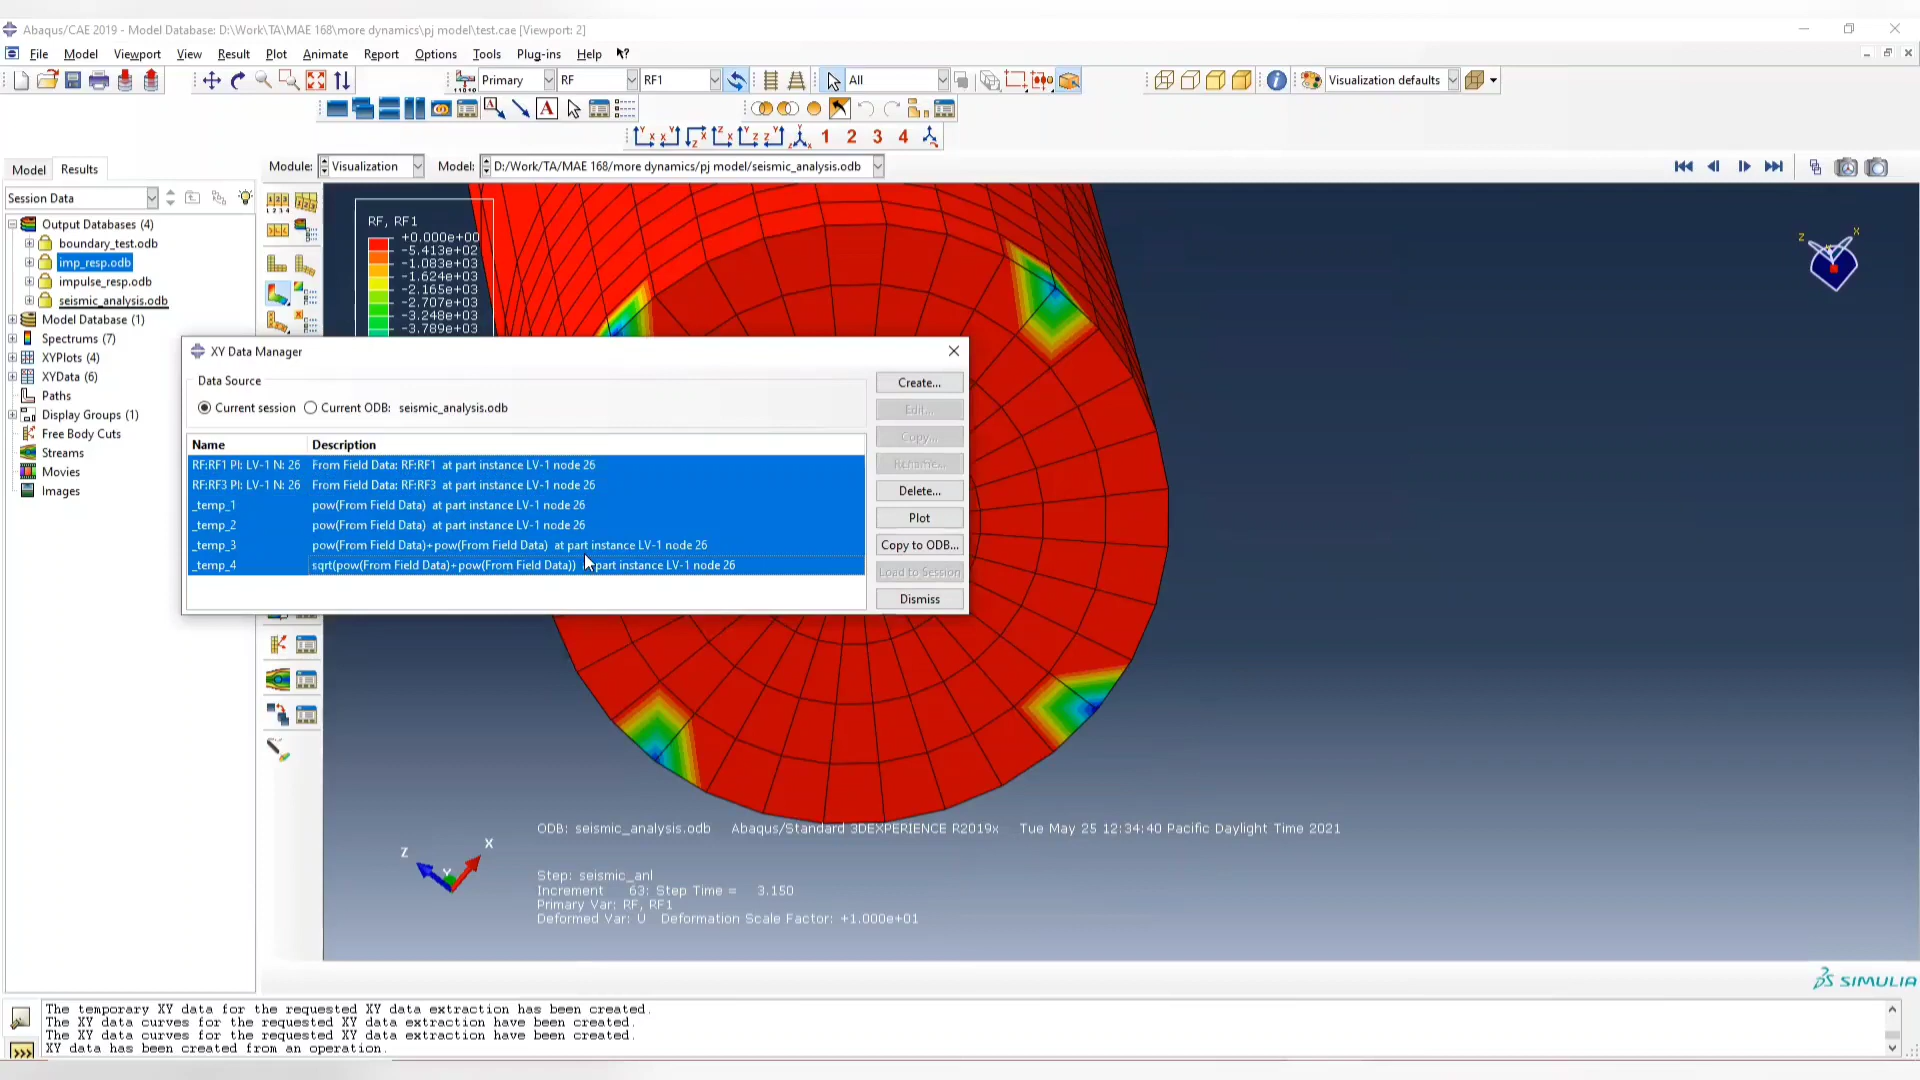 Abaqus/CAE 2019 - Model Database: D:\Work\TA\MAE 168\more dynamics\pj model\test.cae [Viewport: 2]
File Model Viewport View Result Plot Animate Report Options Tools Plug-ins Help
Primary RF RF1 All Visualization defaults
1 2 3 4
Model Results Module: Visualization Model: D:/Work/TA/MAE 168/more dynamics/pj model/seismic_analysis.odb
Session Data
Output Databases (4)
boundary_test.odb
imp_resp.odb
impulse_resp.odb
seismic_analysis.odb
Model Database (1)
Spectrums (7)
XYPlots (4)
XYData (6)
Paths
Display Groups (1)
Free Body Cuts
Streams
Movies
Images
RF, RF1
+0.000e+00
-5.413e+02
-1.083e+03
-1.624e+03
-2.165e+03
-2.707e+03
-3.248e+03
-3.789e+03
Z X
XY Data Manager
Data Source
Current session Current ODB: seismic_analysis.odb
Name Description
RF:RF1 PI: LV-1 N: 26 From Field Data: RF:RF1 at part instance LV-1 node 26
RF:RF3 PI: LV-1 N: 26 From Field Data: RF:RF3 at part instance LV-1 node 26
_temp_1 pow(From Field Data) at part instance LV-1 node 26
_temp_2 pow(From Field Data) at part instance LV-1 node 26
_temp_3 pow(From Field Data)+pow(From Field Data) at part instance LV-1 node 26
_temp_4 sqrt(pow(From Field Data)+pow(From Field Data)) part instance LV-1 node 26
Create...
Edit...
Copy...
Rename...
Delete...
Plot
Copy to ODB...
Load to Session
Dismiss
ODB: seismic_analysis.odb Abaqus/Standard 3DEXPERIENCE R2019x Tue May 25 12:34:40 Pacific Daylight Time 2021
Z Y X
Step: seismic_anl
Increment 63: Step Time = 3.150
Primary Var: RF, RF1
Deformed Var: U Deformation Scale Factor: +1.000e+01
SIMULIA
The temporary XY data for the requested XY data extraction has been created.
The XY data curves for the requested XY data extraction have been created.
The XY data curves for the requested XY data extraction have been created.
XY data has been created from an operation.